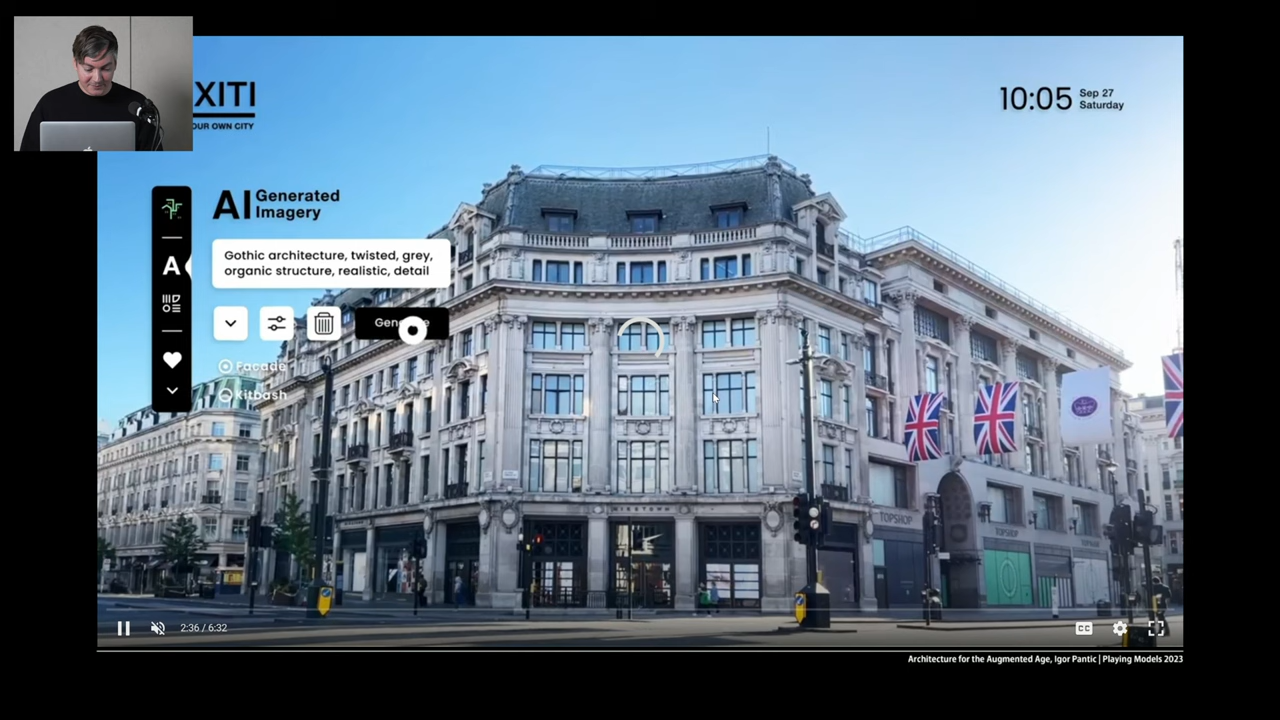 XITI
OUR OWN CITY
10:05 Sep 27
Saturday
AI Generated
Imagery
Gothic architecture, twisted, grey,
organic structure, realistic, detail
A
Facade
Kitbash
NIKETOWN
TOPSHOP
TOPSHOP
2:36 / 6:32
CC
Architecture for the Augmented Age, Igor Pantic | Playing Models 2023